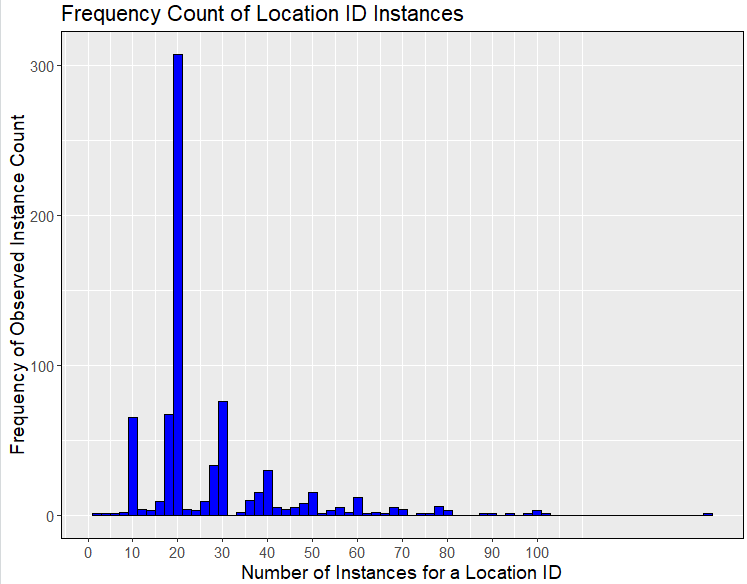 Frequency Count of Location ID Instances
Frequency of Observed Instance Count
300
200
100
0
0 10 20 30 40 50 60 70 80 90 100
Number of Instances for a Location ID